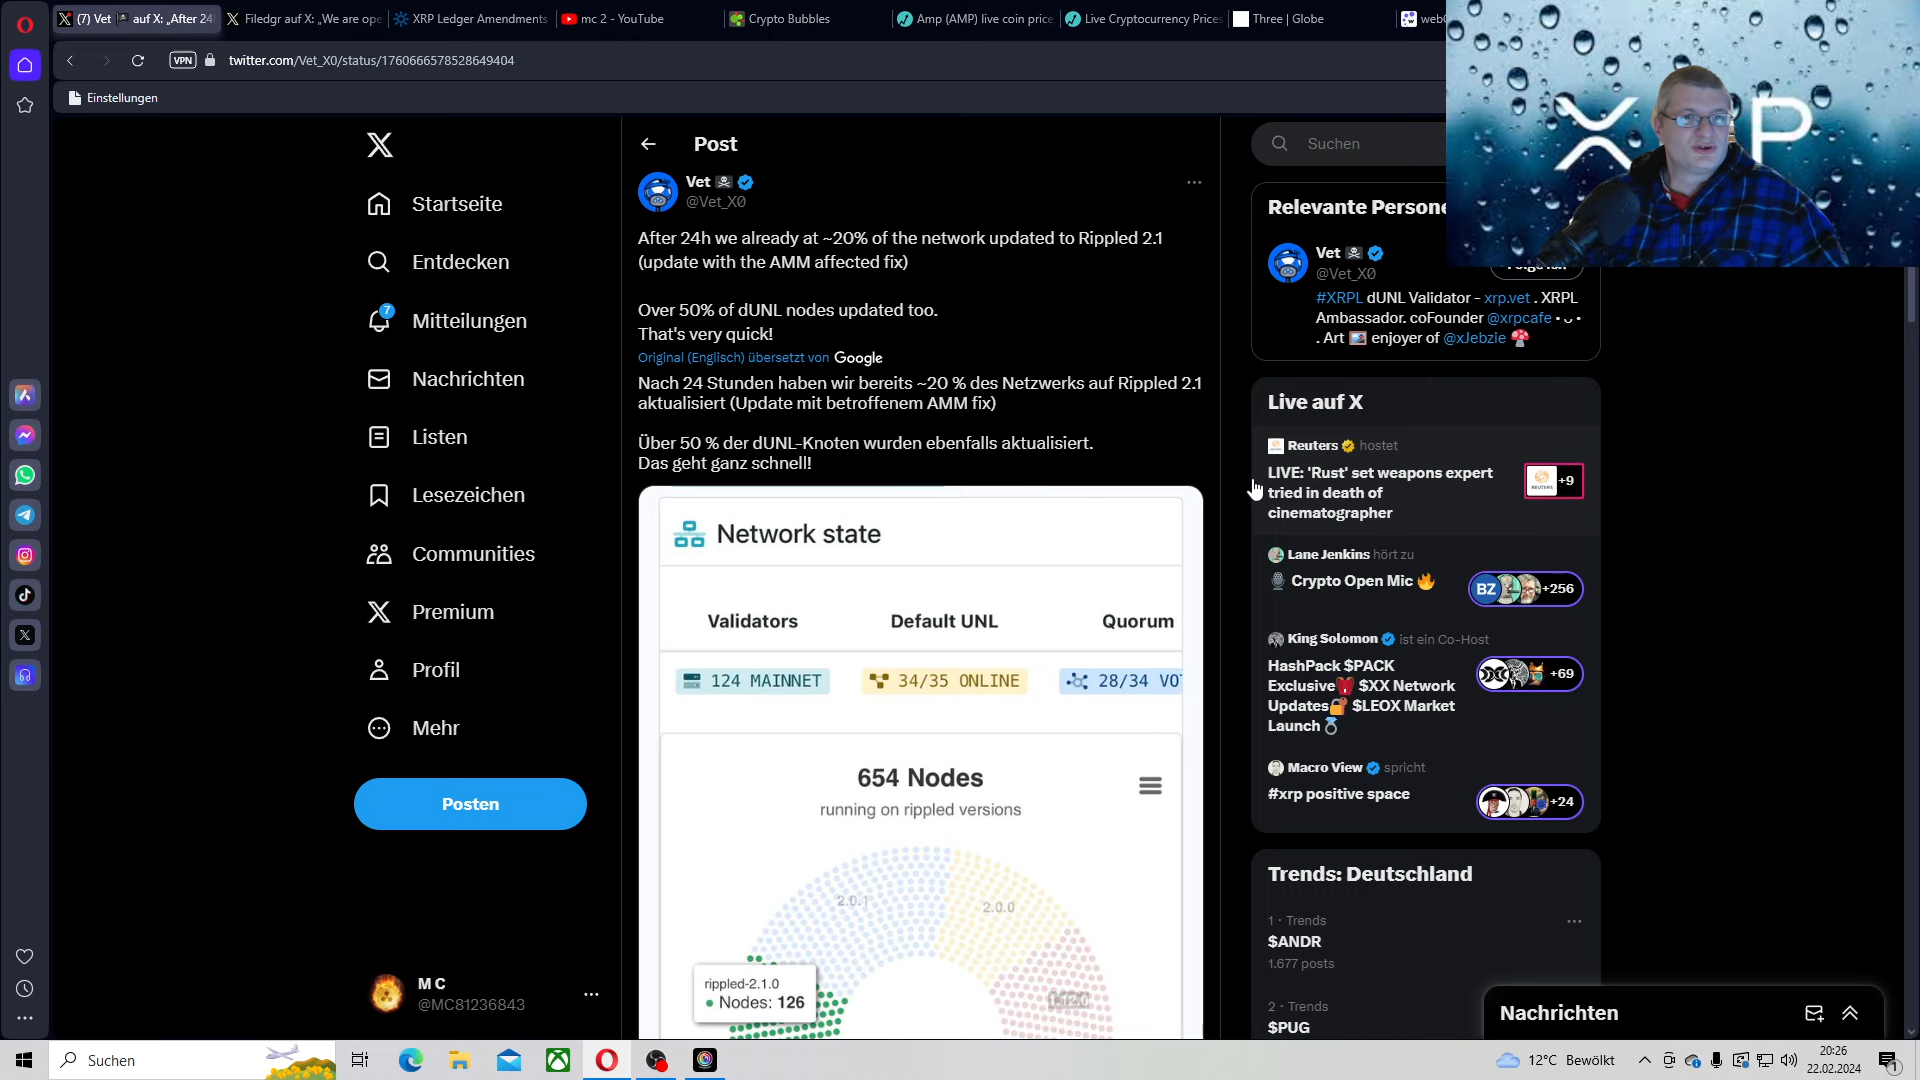 (7) Vet auf X: „After 24
Filedgr auf X: „We are ope
XRP Ledger Amendments
mc 2 - YouTube
Crypto Bubbles
Amp (AMP) live coin price,
Live Cryptocurrency Prices
Three | Globe
VPN
twitter.com/Vet_X0/status/1760666578528649404
Einstellungen
X P
Startseite
Entdecken
7
Mitteilungen
Nachrichten
Listen
Lesezeichen
Communities
Premium
Profil
Mehr
Posten
M C
@MC81236843
Post
Vet
@Vet_X0
After 24h we already at ~20% of the network updated to Rippled 2.1
(update with the AMM affected fix)
Over 50% of dUNL nodes updated too.
That's very quick!
Original (Englisch) übersetzt von Google
Nach 24 Stunden haben wir bereits ~20 % des Netzwerks auf Rippled 2.1
aktualisiert (Update mit betroffenem AMM fix)
Über 50 % der dUNL-Knoten wurden ebenfalls aktualisiert.
Das geht ganz schnell!
Network state
Validators Default UNL Quorum
124 MAINNET 34/35 ONLINE 28/34 VO
654 Nodes
running on rippled versions
2.0.1
2.0.0
1.12.0
rippled-2.1.0
Nodes: 126
Suchen
Relevante Persone
Vet
@Vet_X0
#XRPL dUNL Validator - xrp.vet . XRPL
Ambassador. coFounder @xrpcafe • ᴗ •
. Art enjoyer of @xJebzie
Live auf X
Reuters hostet
LIVE: 'Rust' set weapons expert
tried in death of
cinematographer
REUTERS
+9
Lane Jenkins hört zu
Crypto Open Mic
BZ
+256
King Solomon ist ein Co-Host
HashPack $PACK
Exclusive $XX Network
Updates $LEOX Market
Launch
+69
Macro View spricht
#xrp positive space
+24
Trends: Deutschland
1 · Trends
$ANDR
1.677 posts
2 · Trends
$PUG
Nachrichten
Suchen
12°C Bewölkt
20:26
22.02.2024
1